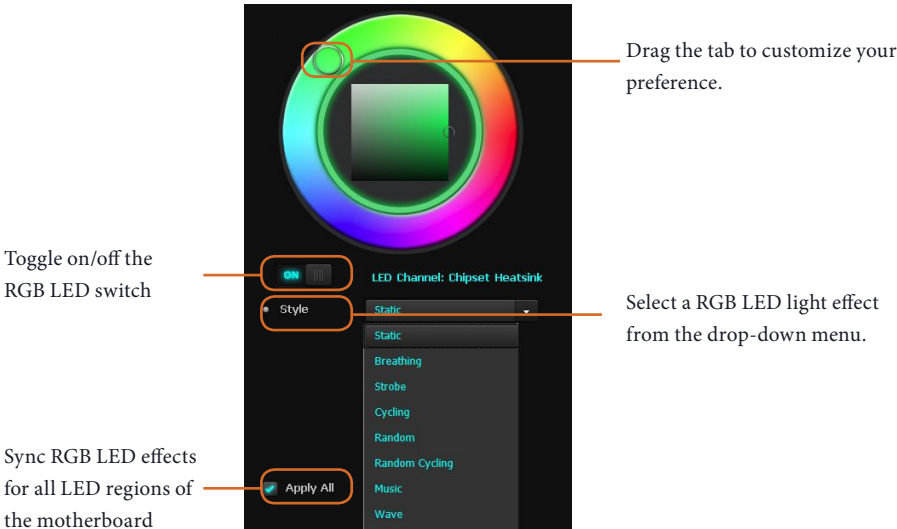 Drag the tab to customize your
preference.
Toggle on/off the
RGB LED switch
ON
LED Channel: Chipset Heatsink
Style
Static
Select a RGB LED light effect
from the drop-down menu.
Static
Breathing
Strobe
Cycling
Random
Random Cycling
Music
Wave
Sync RGB LED effects
for all LED regions of
the motherboard
Apply All